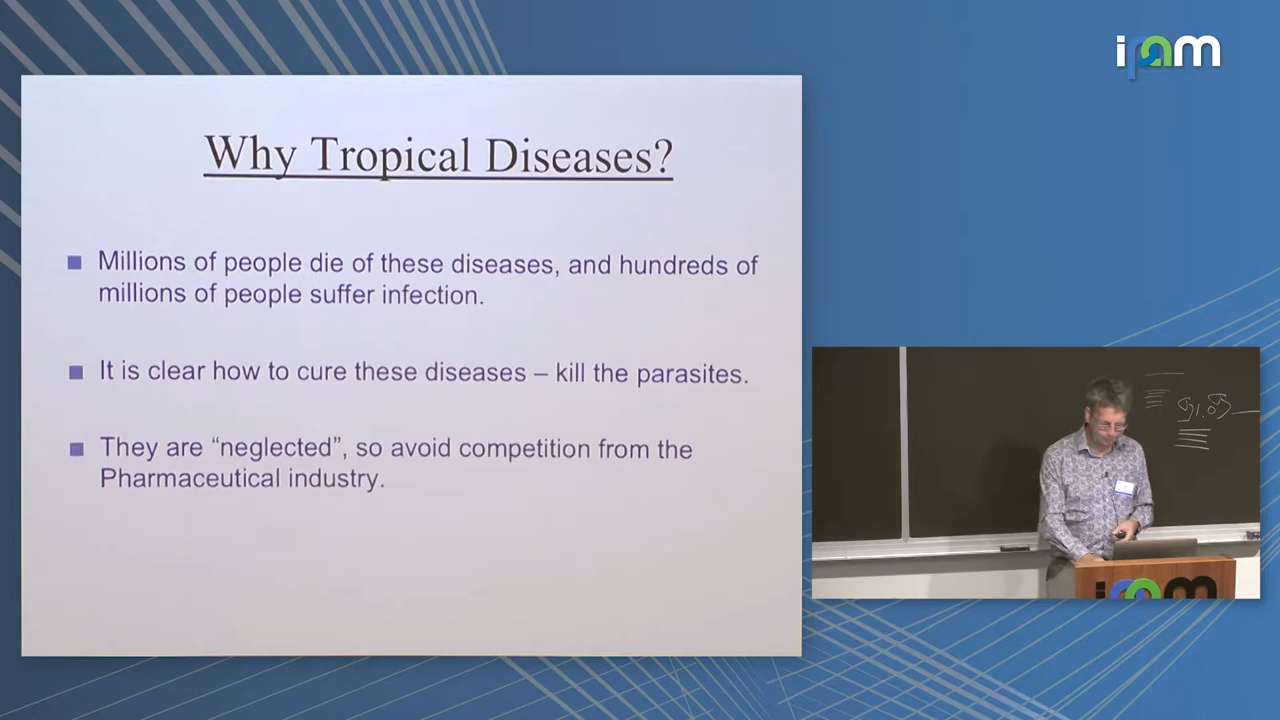 ipam
Why Tropical Diseases?
Millions of people die of these diseases, and hundreds of
millions of people suffer infection.
It is clear how to cure these diseases – kill the parasites.
They are “neglected”, so avoid competition from the
Pharmaceutical industry.
ipam